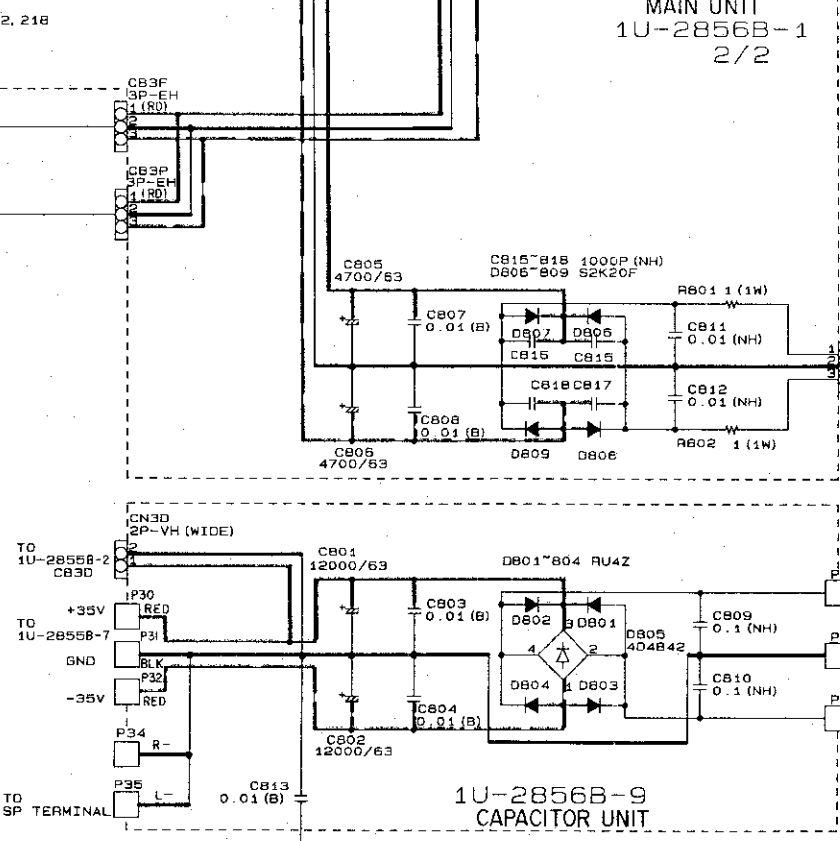 MAIN UNIT
1U-2856B-1
2/2
2, 218
CB3F
3P-EH
1 (RD)
2
3
CB3P
3P-EH
1 (RD)
2
3
C805
4700/63
C815~818 1000P (NH)
D806~809 S2K20F
R801 1 (1W)
C807
0.01 (B)
D807
D806
C816
C815
C811
0.01 (NH)
1
2
3
C818 C817
C812
0.01 (NH)
C808
0.01 (B)
C806
4700/63
D809
D806
R802 1 (1W)
CN3D
2P-VH (WIDE)
2
1
TO
1U-2855B-2
CB3D
C801
12000/63
D801~804 RU4Z
P30
+35V
RED
TO
1U-2855B-7
P31
GND
BLK
P32
-35V
RED
C803
0.01 (B)
D802
D801
3
D805
4D4B42
4
2
1
C809
0.1 (NH)
P
P
D804
D803
C810
0.1 (NH)
P
C804
0.01 (B)
C802
12000/63
P34
R-
P35
L-
TO
SP TERMINAL
C813
0.01 (B)
1U-2856B-9
CAPACITOR UNIT